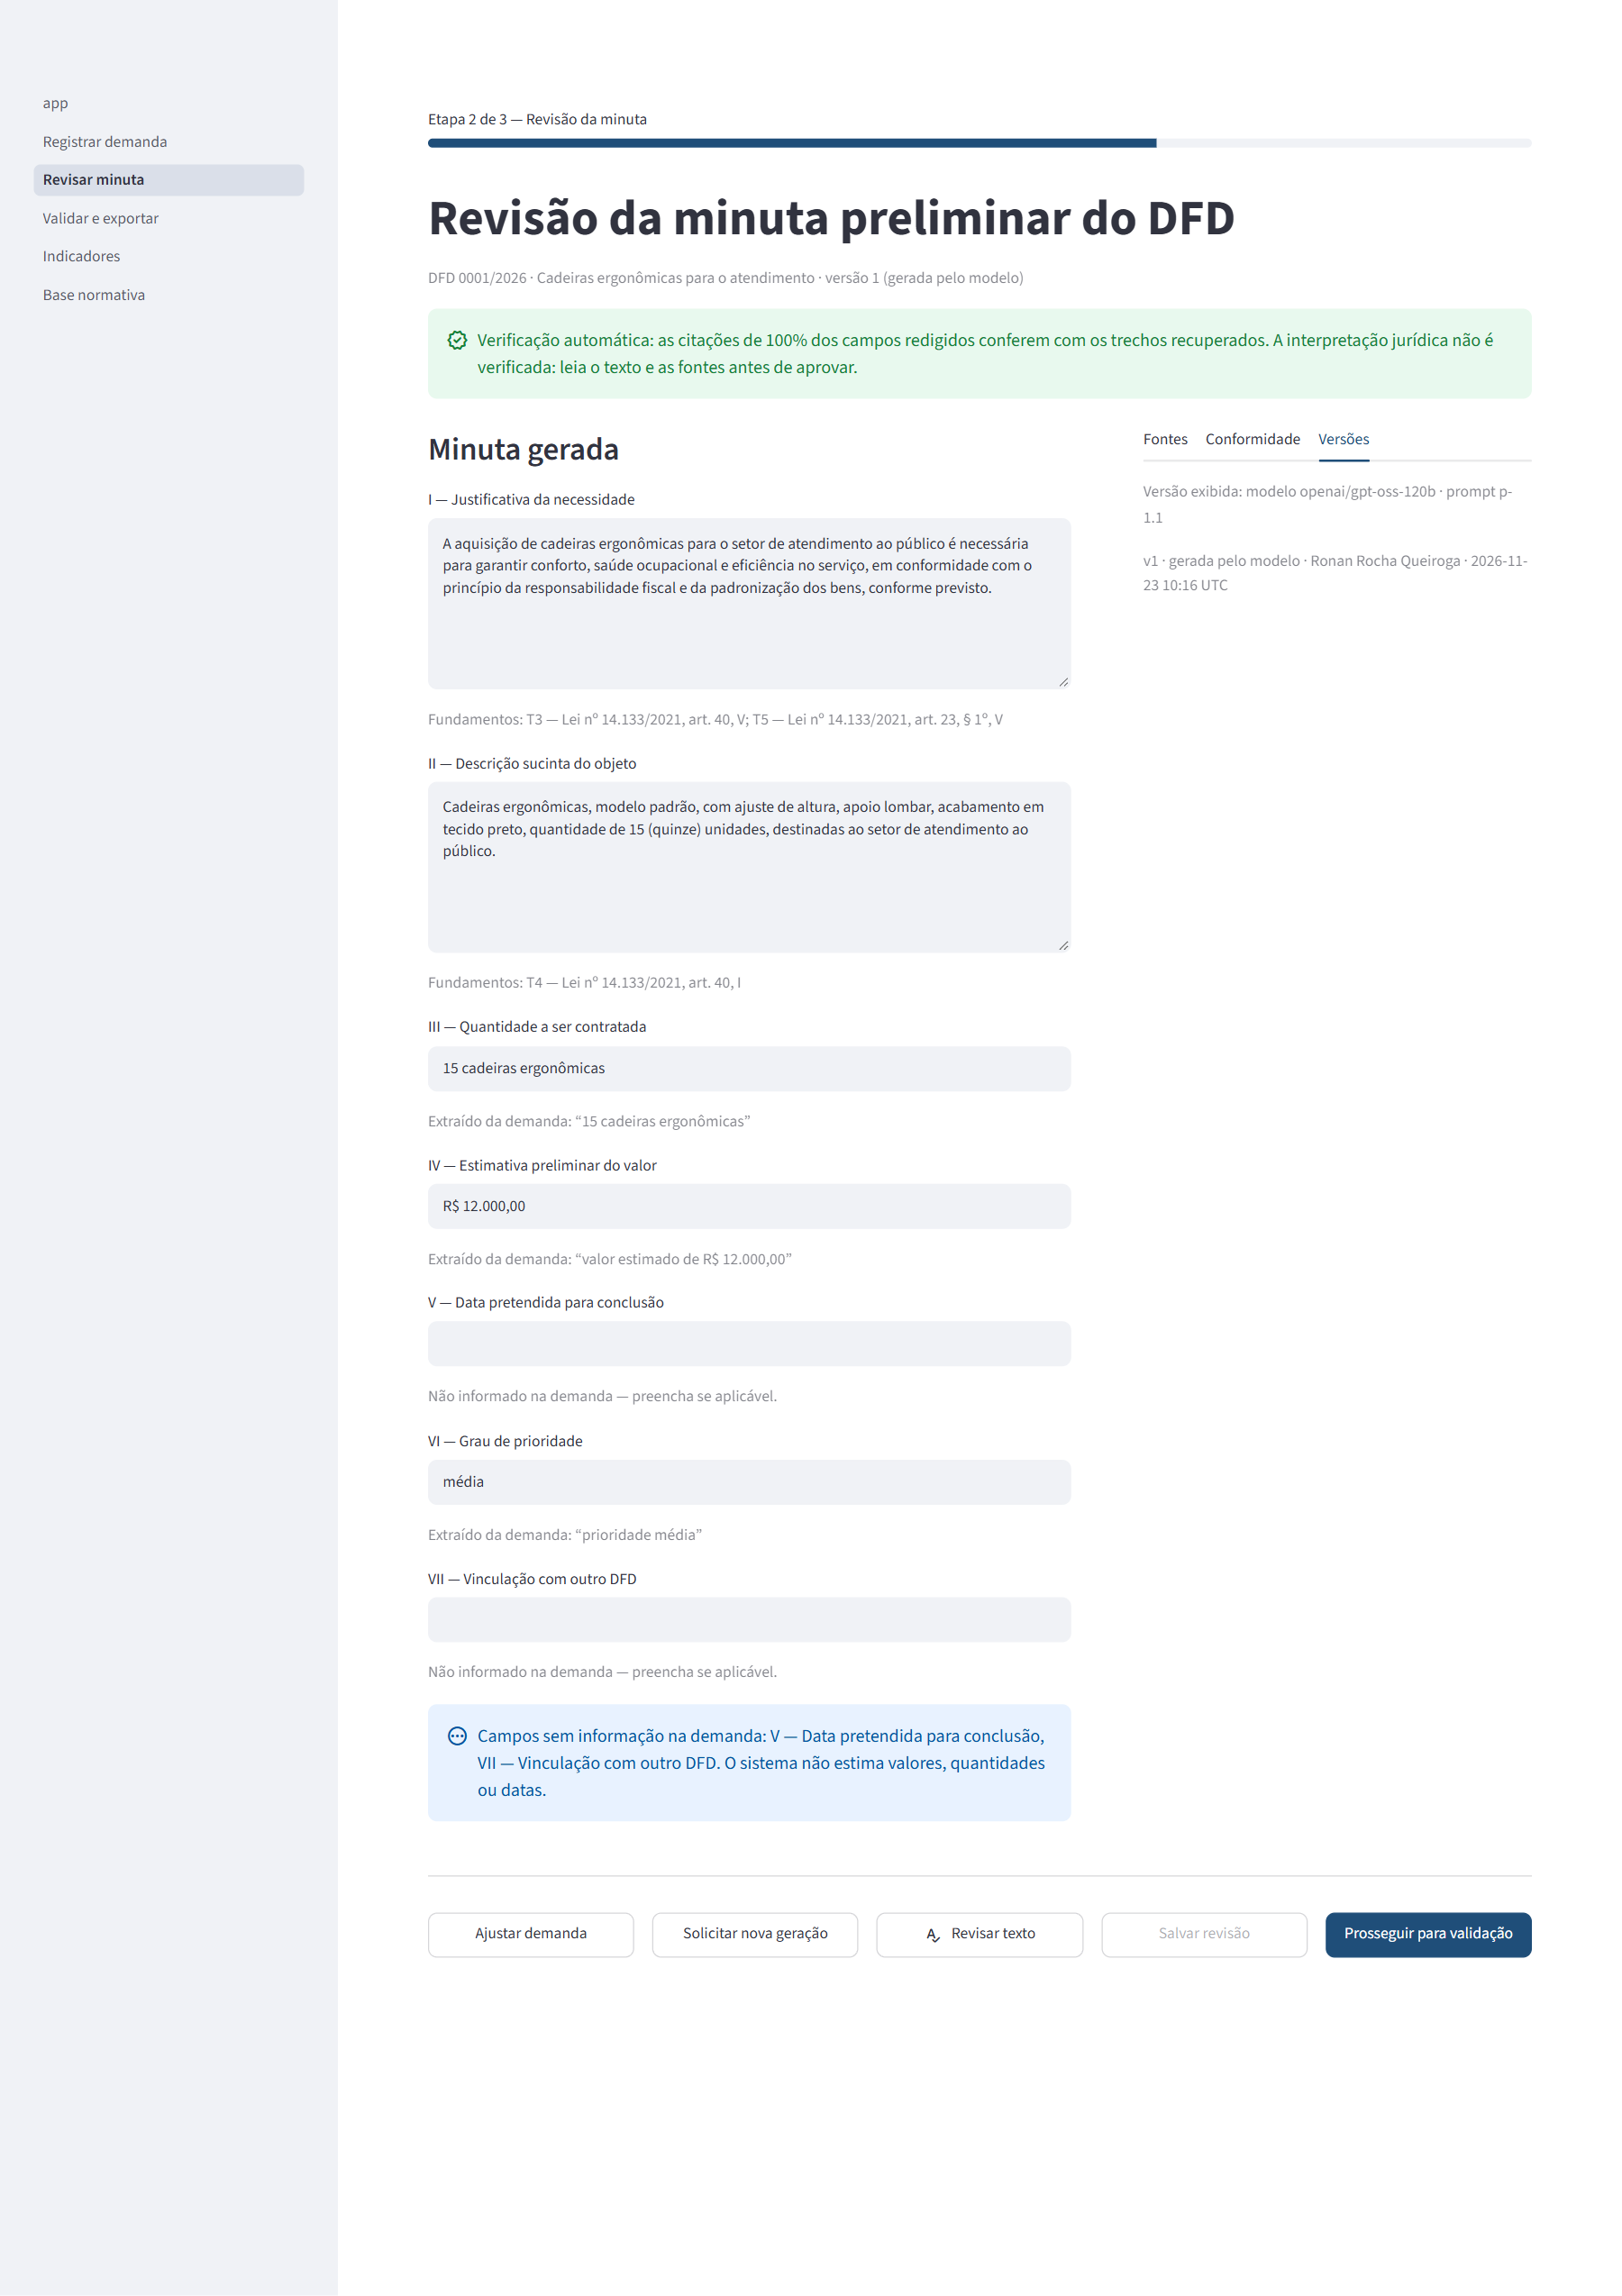 app
Registrar demanda
Revisar minuta
Validar e exportar
Indicadores
Base normativa
Etapa 2 de 3 — Revisão da minuta
Revisão da minuta preliminar do DFD
DFD 0001/2026 · Cadeiras ergonômicas para o atendimento · versão 1 (gerada pelo modelo)
Verificação automática: as citações de 100% dos campos redigidos conferem com os trechos recuperados. A interpretação jurídica não é
verificada: leia o texto e as fontes antes de aprovar.
Minuta gerada
I — Justificativa da necessidade
A aquisição de cadeiras ergonômicas para o setor de atendimento ao público é necessária
para garantir conforto, saúde ocupacional e eficiência no serviço, em conformidade com o
princípio da responsabilidade fiscal e da padronização dos bens, conforme previsto.
Fundamentos: T3 — Lei nº 14.133/2021, art. 40, V; T5 — Lei nº 14.133/2021, art. 23, § 1º, V
II — Descrição sucinta do objeto
Cadeiras ergonômicas, modelo padrão, com ajuste de altura, apoio lombar, acabamento em
tecido preto, quantidade de 15 (quinze) unidades, destinadas ao setor de atendimento ao
público.
Fundamentos: T4 — Lei nº 14.133/2021, art. 40, I
III — Quantidade a ser contratada
15 cadeiras ergonômicas
Extraído da demanda: “15 cadeiras ergonômicas”
IV — Estimativa preliminar do valor
R$ 12.000,00
Extraído da demanda: “valor estimado de R$ 12.000,00”
V — Data pretendida para conclusão
Não informado na demanda — preencha se aplicável.
VI — Grau de prioridade
média
Extraído da demanda: “prioridade média”
VII — Vinculação com outro DFD
Não informado na demanda — preencha se aplicável.
Campos sem informação na demanda: V — Data pretendida para conclusão,
VII — Vinculação com outro DFD. O sistema não estima valores, quantidades
ou datas.
Fontes
Conformidade
Versões
Versão exibida: modelo openai/gpt-oss-120b · prompt p-
1.1
v1 · gerada pelo modelo · Ronan Rocha Queiroga · 2026-11-
23 10:16 UTC
Ajustar demanda
Solicitar nova geração
Revisar texto
Salvar revisão
Prosseguir para validação